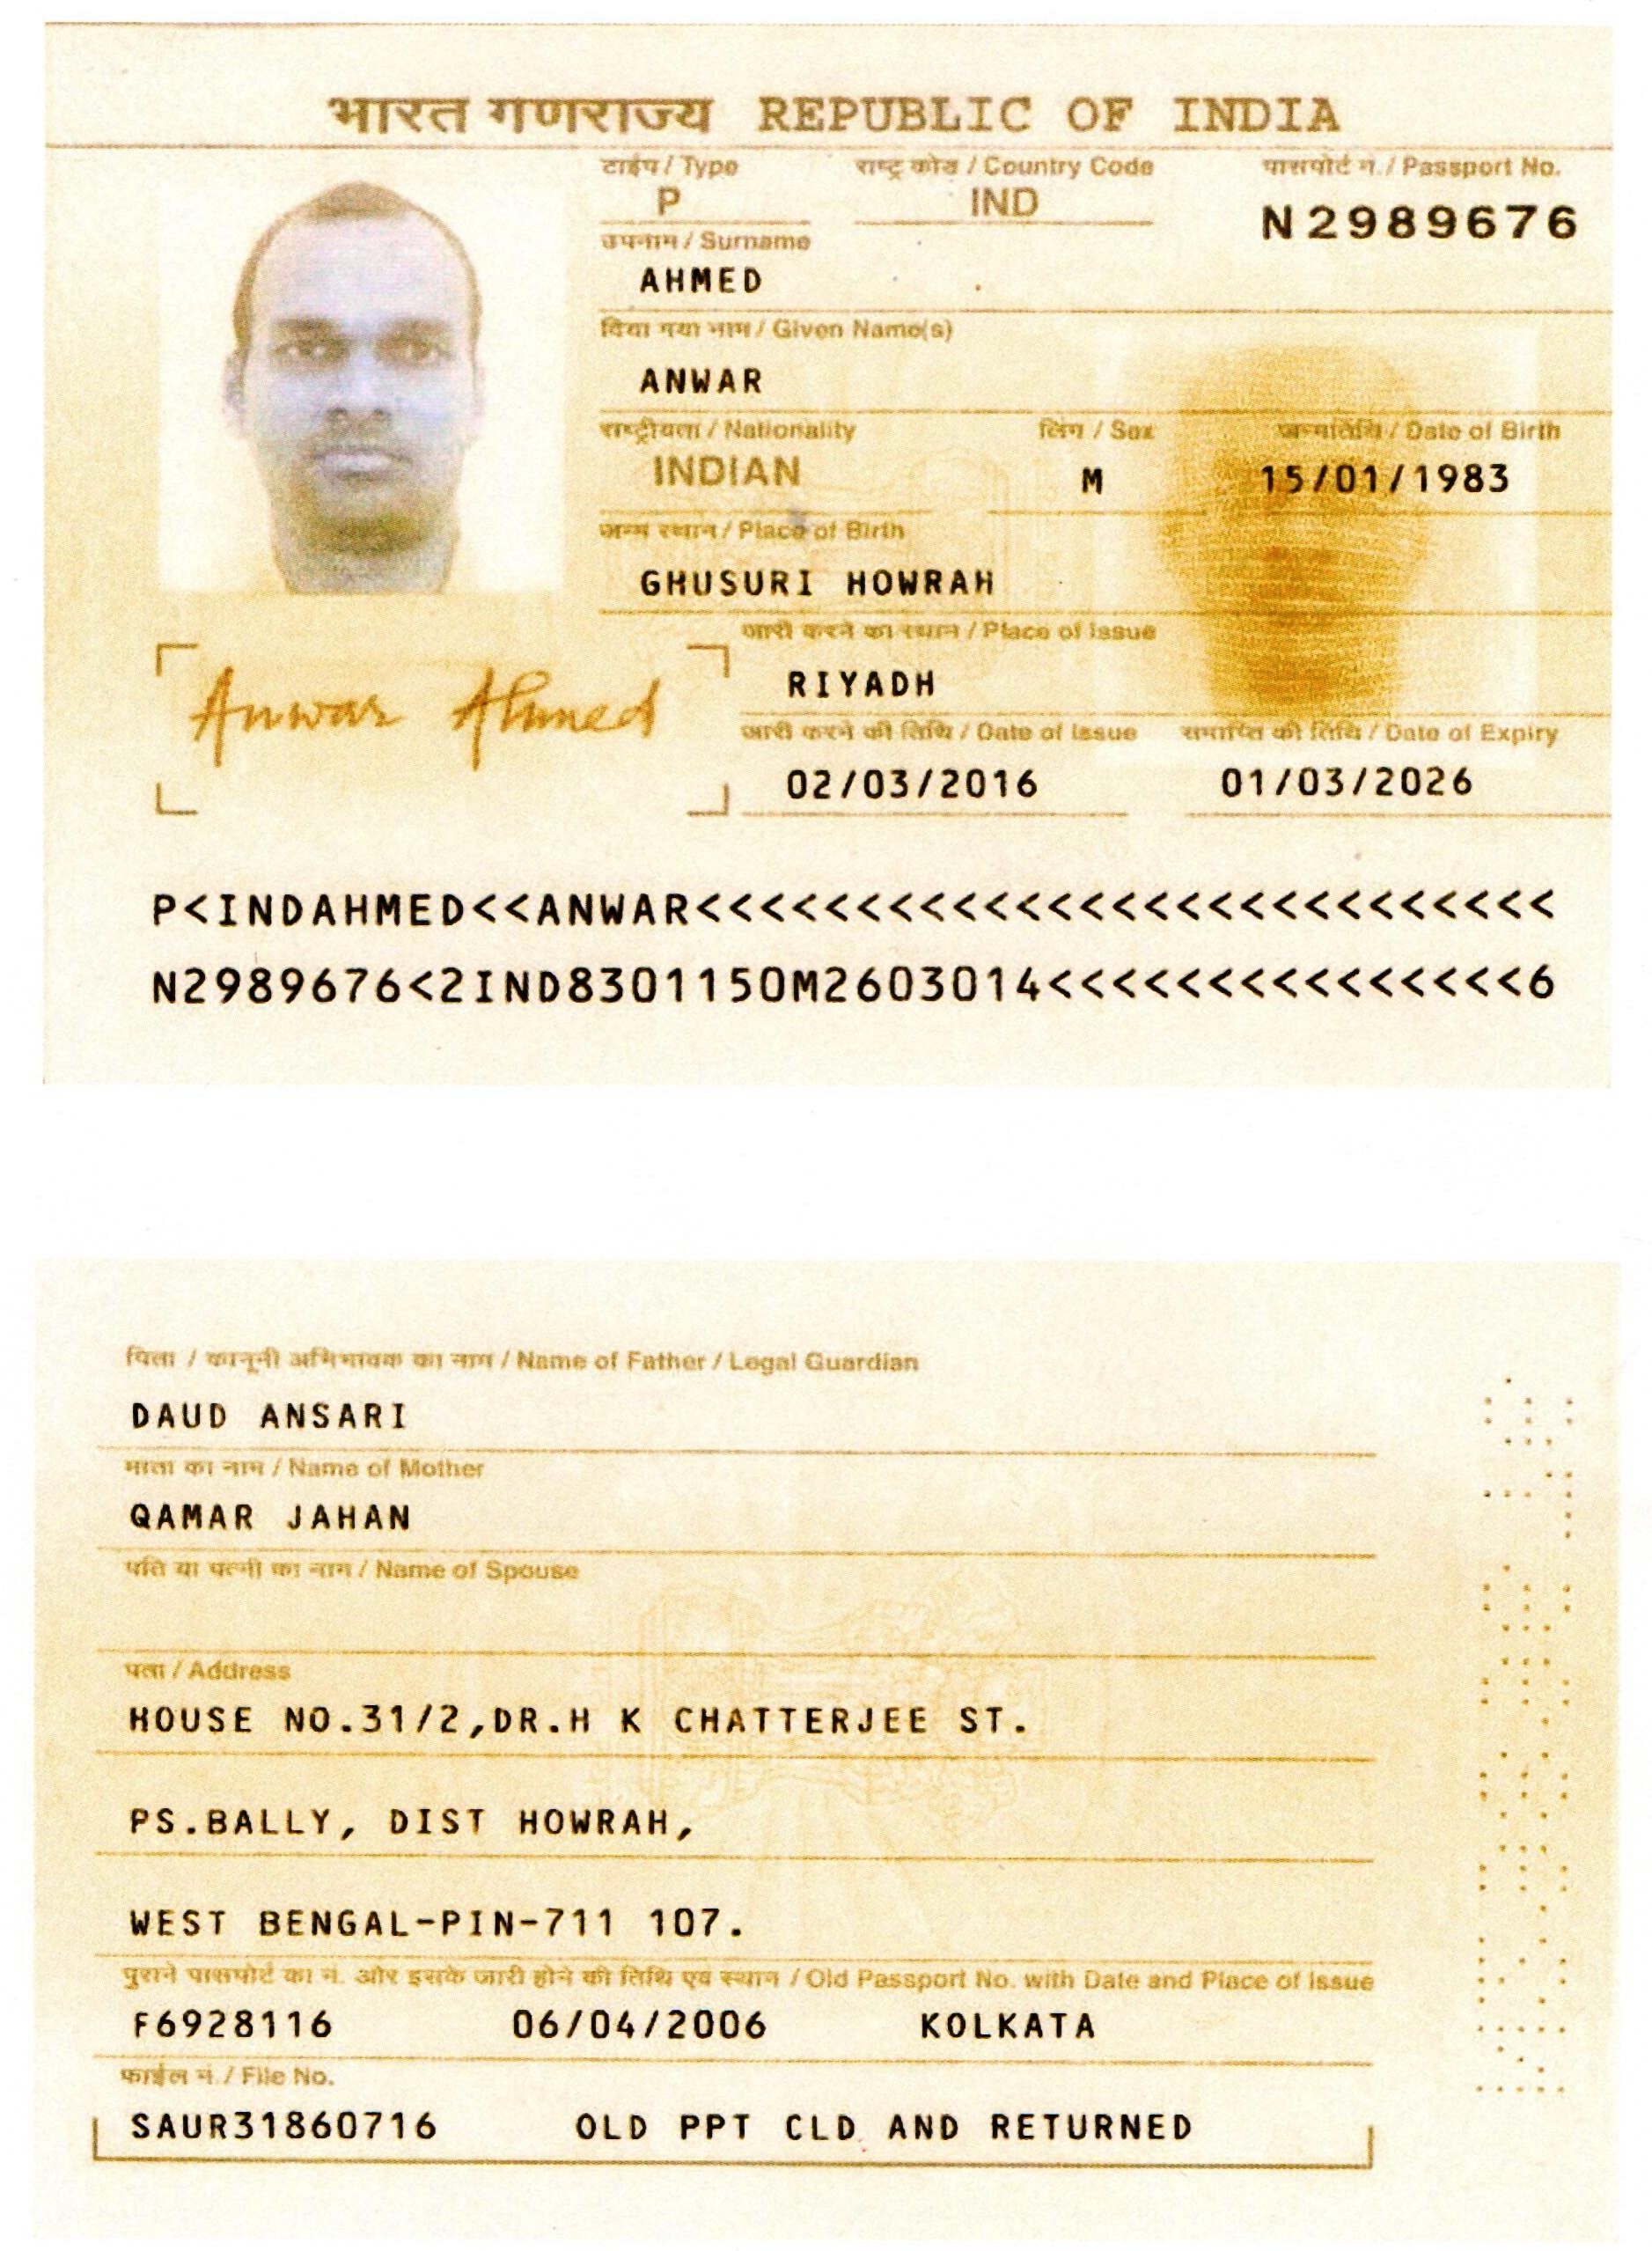 भारत गणराज्य REPUBLIC OF INDIA
टाईप / Type राष्ट्र कोड / Country Code पासपोर्ट नं. / Passport No.
P IND N2989676
उपनाम / Surname
AHMED
दिया गया नाम / Given Name(s)
ANWAR
राष्ट्रीयता / Nationality लिंग / Sex जन्मतिथि / Date of Birth
INDIAN M 15/01/1983
जन्म स्थान / Place of Birth
GHUSURI HOWRAH
जारी करने का स्थान / Place of Issue
RIYADH
Anwar Ahmed
जारी करने की तिथि / Date of Issue समाप्ति की तिथि / Date of Expiry
02/03/2016 01/03/2026
P<INDAHMED<<ANWAR<<<<<<<<<<<<<<<<<<<<<<<<<<<
N2989676<2IND8301150M2603014<<<<<<<<<<<<<<<6
पिता / कानूनी अभिभावक का नाम / Name of Father / Legal Guardian
DAUD ANSARI
माता का नाम / Name of Mother
QAMAR JAHAN
पति या पत्नी का नाम / Name of Spouse
पता / Address
HOUSE NO.31/2,DR.H K CHATTERJEE ST.
PS.BALLY, DIST HOWRAH,
WEST BENGAL-PIN-711 107.
पुराने पासपोर्ट का नं. और इसके जारी होने की तिथि एवं स्थान / Old Passport No. with Date and Place of Issue
F6928116 06/04/2006 KOLKATA
फाईल नं. / File No.
SAUR31860716 OLD PPT CLD AND RETURNED